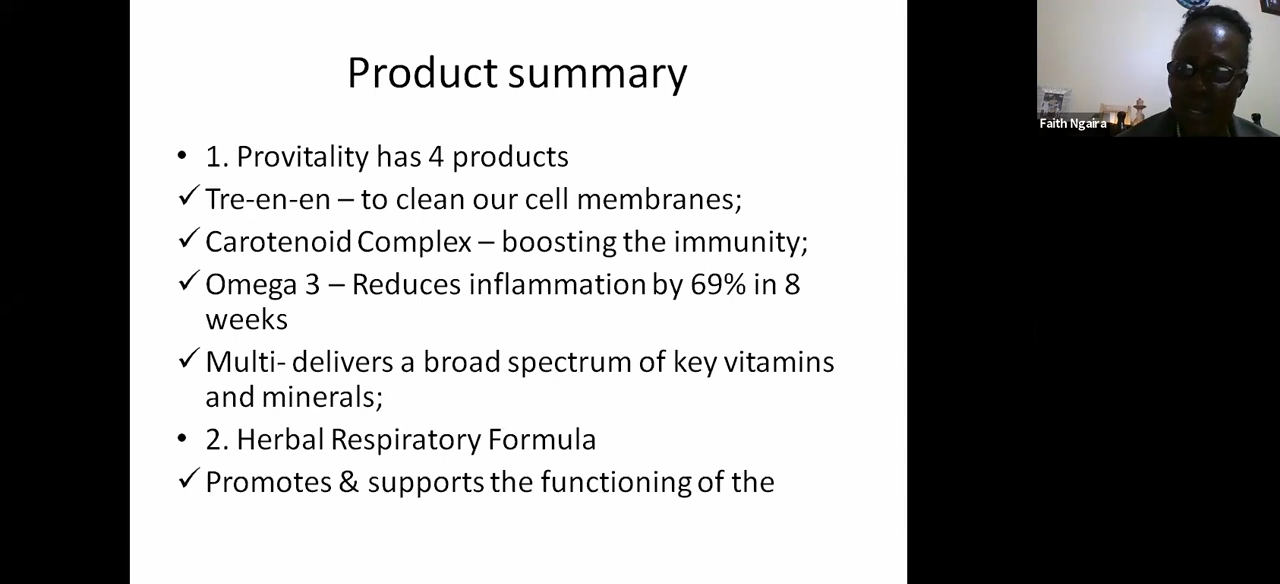 Product summary
• 1. Provitality has 4 products
✓ Tre-en-en – to clean our cell membranes;
✓ Carotenoid Complex – boosting the immunity;
✓ Omega 3 – Reduces inflammation by 69% in 8
weeks
✓ Multi- delivers a broad spectrum of key vitamins
and minerals;
• 2. Herbal Respiratory Formula
✓ Promotes & supports the functioning of the
Faith Ngaira